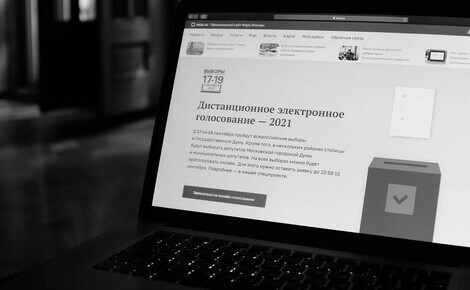 mos.ru Официальный сайт Мэра Москвы
Новости Афиша Услуги Мэр Власть Карта Мой район Обратная связь
ВЫБОРЫ
17-19
Дистанционное электронное
голосование — 2021
С 17 по 19 сентября пройдут всероссийские выборы
в Государственную Думу. Кроме того, в нескольких районах столицы
будут выбирать депутатов Московской городской Думы
и муниципальных депутатов. На всех выборах можно будет
проголосовать онлайн. Для этого нужно оставить заявку до 23:59 13
сентября. Подробнее — в нашем спецпроекте.
Записаться на онлайн-голосование